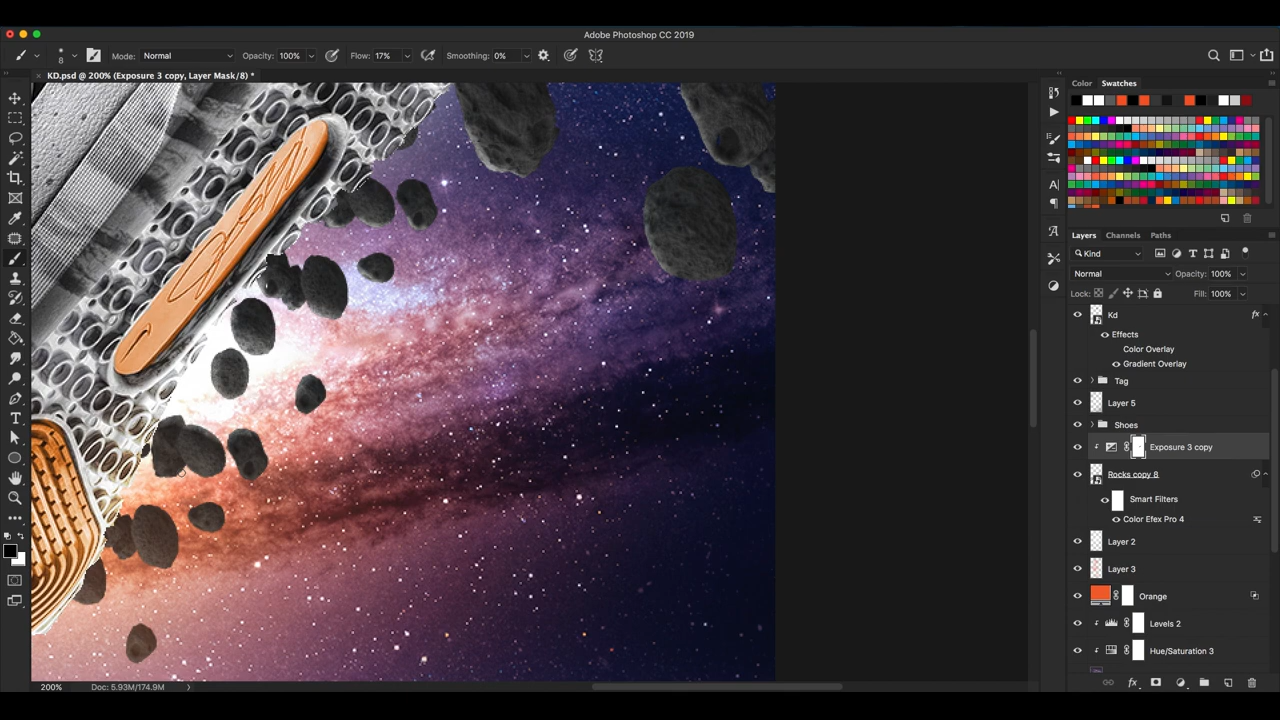 Adobe Photoshop CC 2019
8
Mode: Normal Opacity: 100% Flow: 17% Smoothing: 0%
× KD.psd @ 200% (Exposure 3 copy, Layer Mask/8) *
Color Swatches
Layers Channels Paths
Kind
Normal Opacity: 100%
Lock: Fill: 100%
Kd fx
Effects
Color Overlay
Gradient Overlay
Tag
Layer 5
Shoes
Exposure 3 copy
Rocks copy 8
Smart Filters
Color Efex Pro 4
Layer 2
Layer 3
Orange
Levels 2
Hue/Saturation 3
200% Doc: 5.93M/174.9M
fx